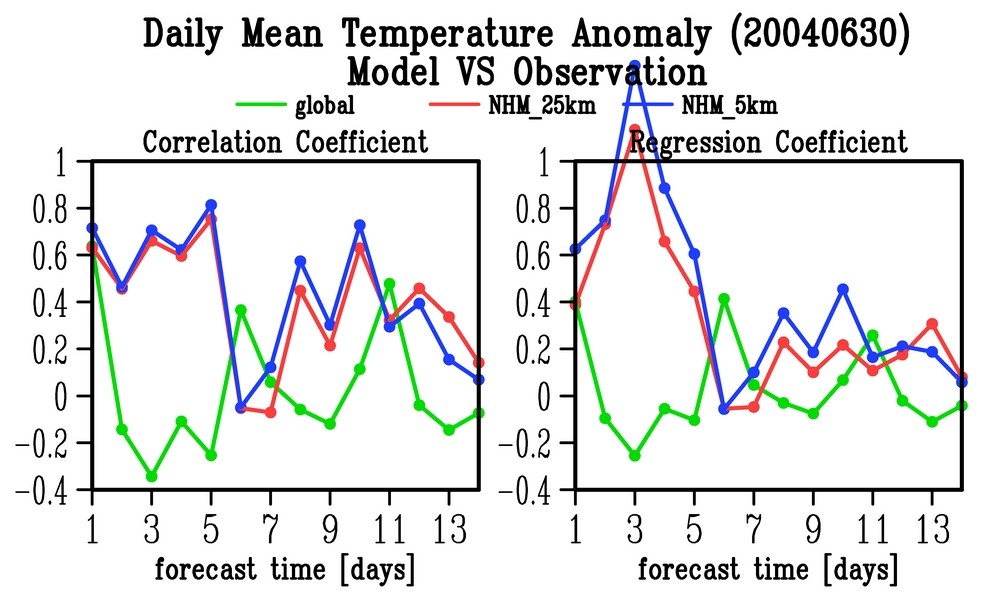 Daily Mean Temperature Anomaly (20040630)
Model VS Observation
global NHM_25km NHM_5km
Correlation Coefficient Regression Coefficient
1 1
0.8 0.8
0.6 0.6
0.4 0.4
0.2 0.2
0 0
−0.2 −0.2
−0.4 −0.4
1 3 5 7 9 11 13 1 3 5 7 9 11 13
forecast time [days] forecast time [days]